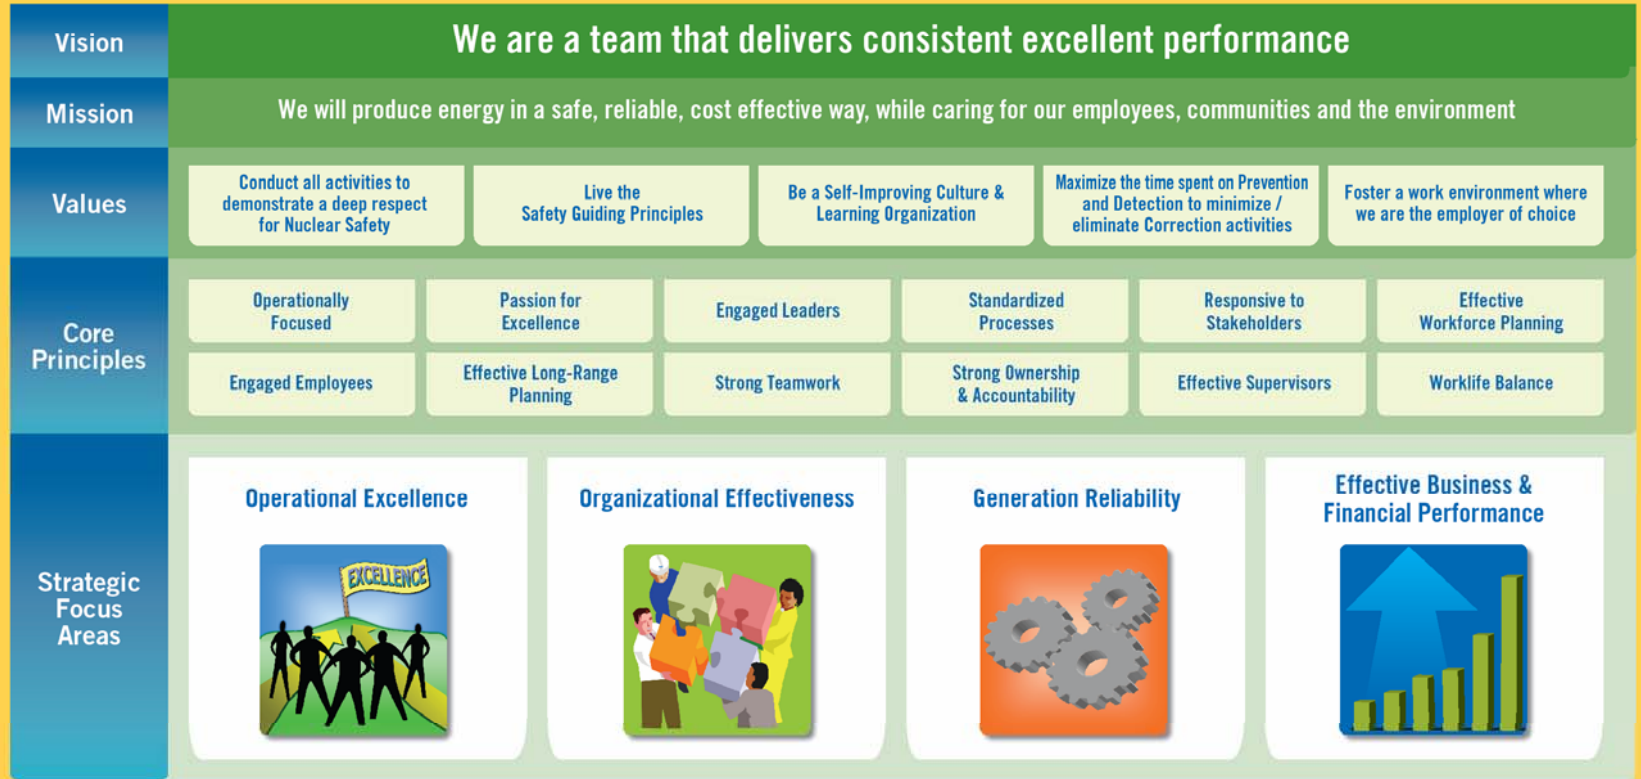 Vision
We are a team that delivers consistent excellent performance
Mission
We will produce energy in a safe, reliable, cost effective way, while caring for our employees, communities and the environment
Values
Conduct all activities to
demonstrate a deep respect
for Nuclear Safety
Live the
Safety Guiding Principles
Be a Self-Improving Culture &
Learning Organization
Maximize the time spent on Prevention
and Detection to minimize /
eliminate Correction activities
Foster a work environment where
we are the employer of choice
Core
Principles
Operationally
Focused
Passion for
Excellence
Engaged Leaders
Standardized
Processes
Responsive to
Stakeholders
Effective
Workforce Planning
Engaged Employees
Effective Long-Range
Planning
Strong Teamwork
Strong Ownership
& Accountability
Effective Supervisors
Worklife Balance
Strategic
Focus
Areas
Operational Excellence
EXCELLENCE
Organizational Effectiveness
Generation Reliability
Effective Business &
Financial Performance